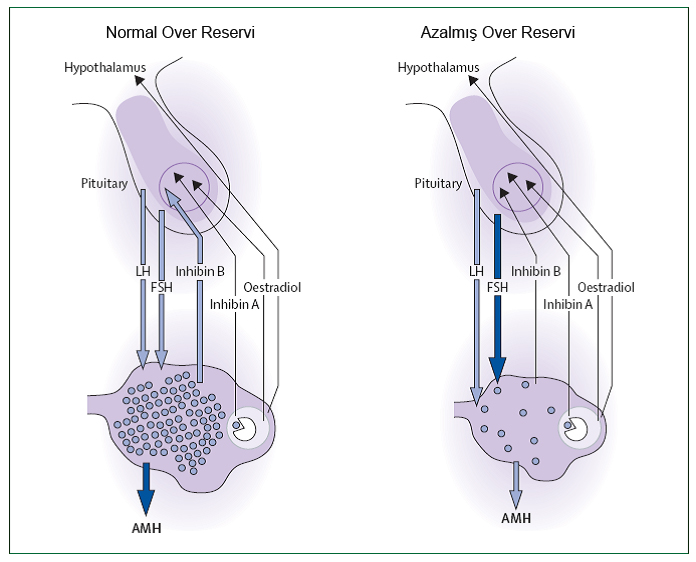 Normal Over Reservi
Hypothalamus
Pituitary
LH
FSH
Inhibin B
Inhibin A
Oestradiol
AMH
Azalmış Over Reservi
Hypothalamus
Pituitary
LH
FSH
Inhibin B
Inhibin A
Oestradiol
AMH